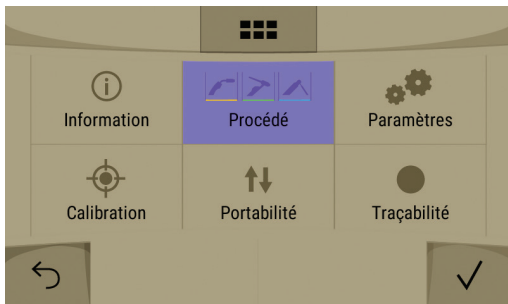 Information
Procédé
Paramètres
Calibration
Portabilité
Traçabilité